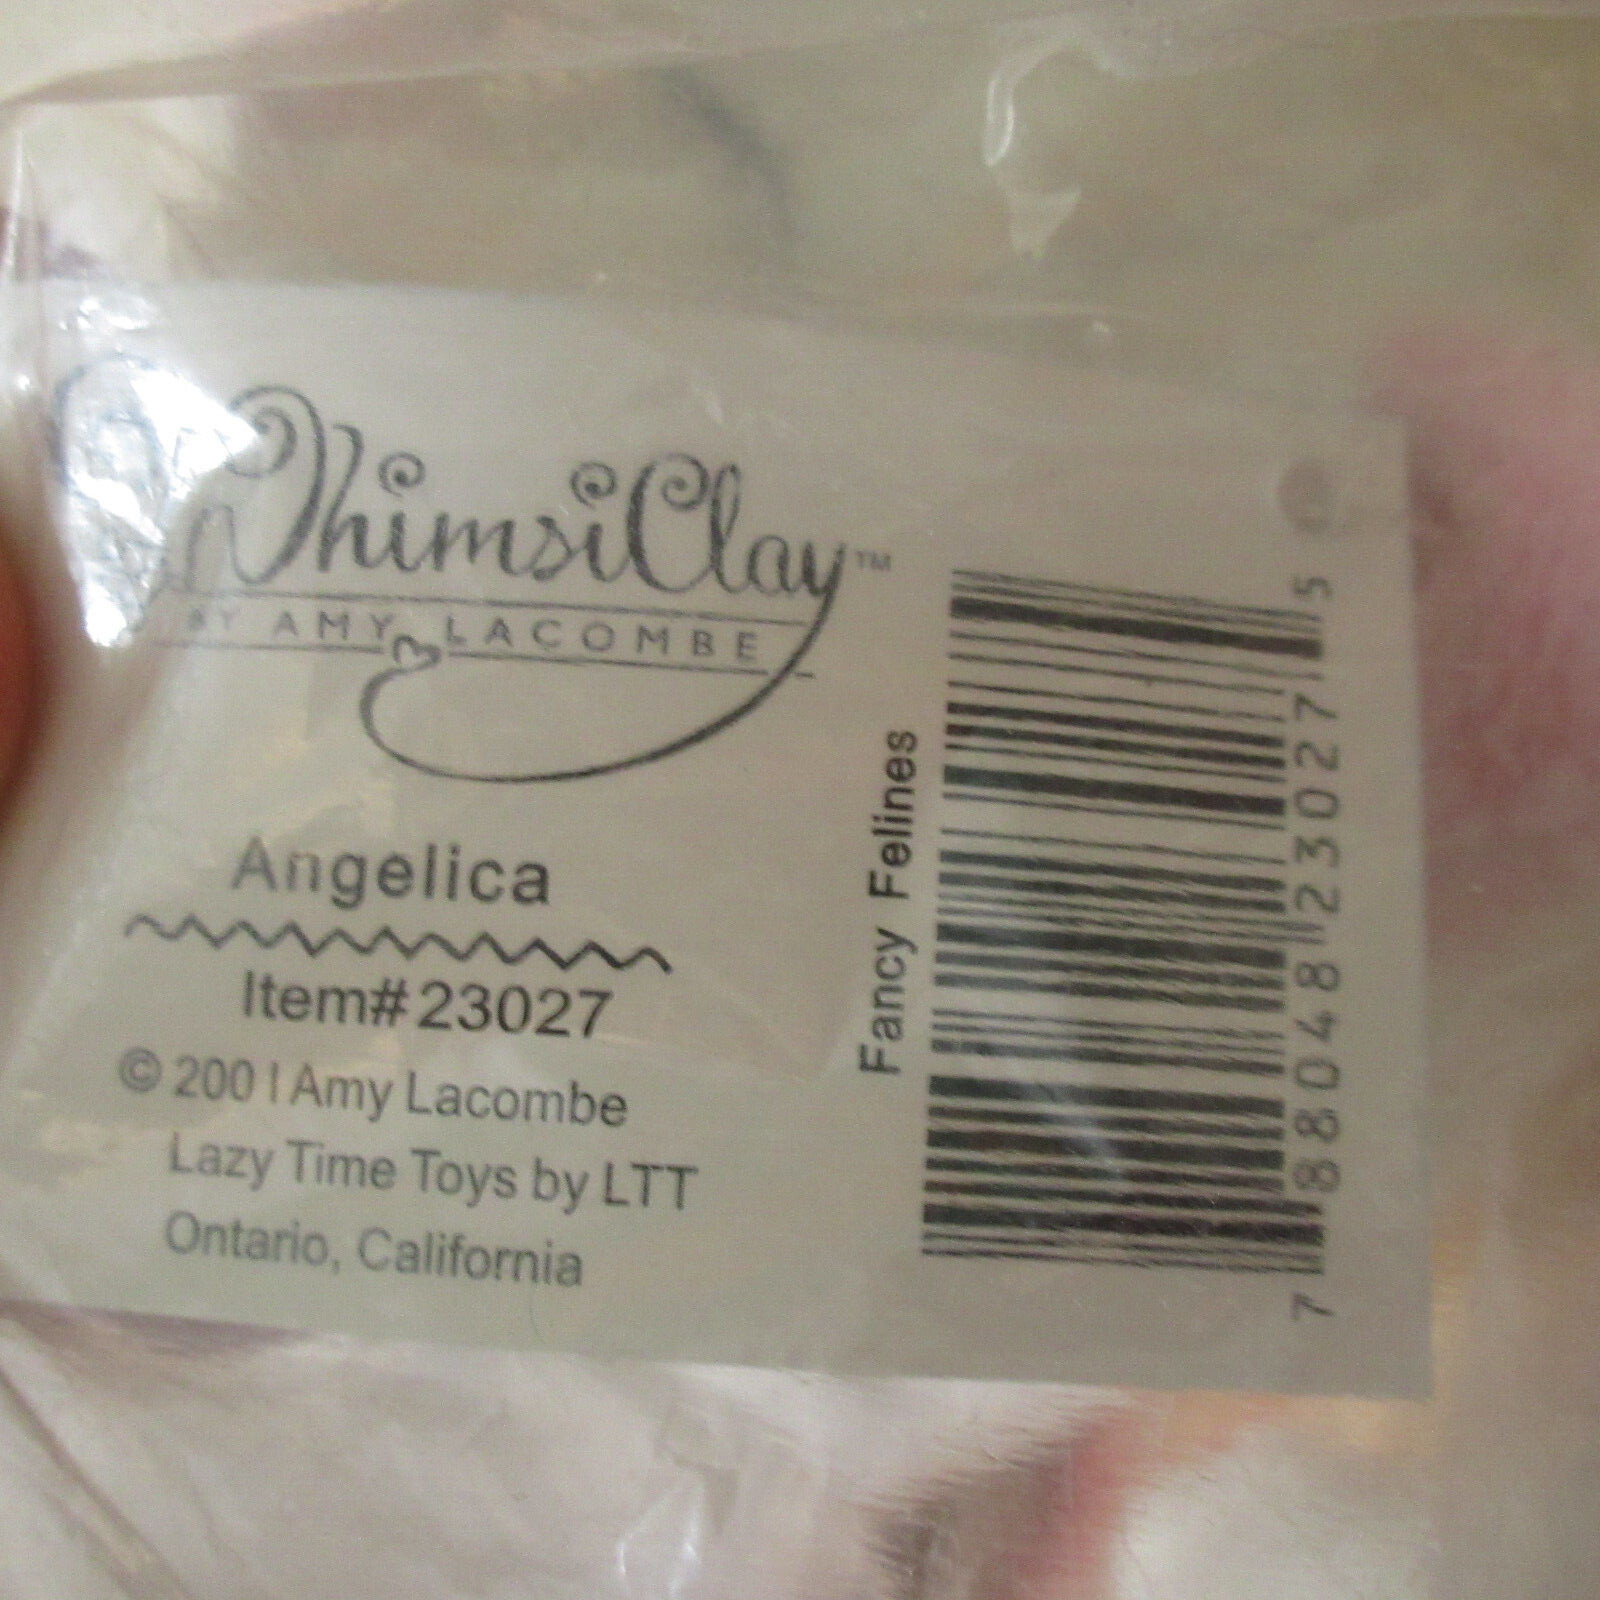 WhimsiClay™
BY AMY LACOMBE
Angelica
Item#23027
© 2001 Amy Lacombe
Lazy Time Toys by LTT
Ontario, California
Fancy Felines
7 88048 23027 5